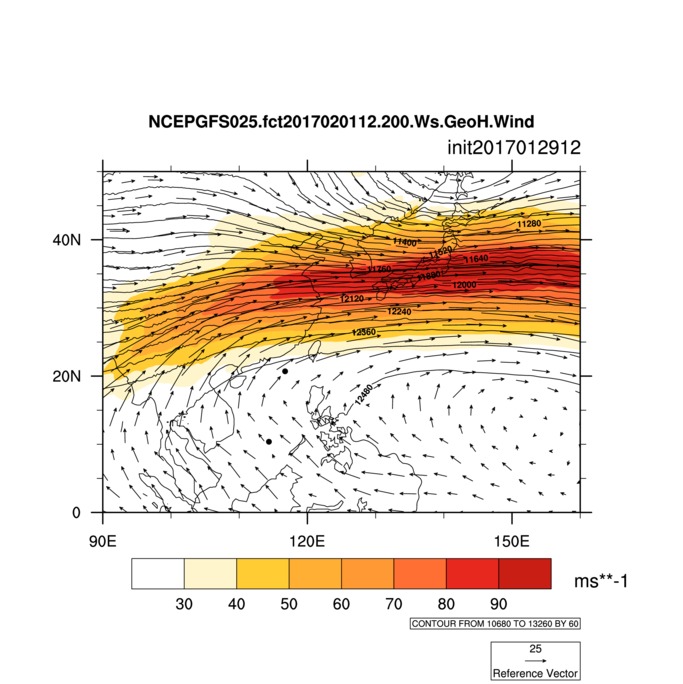 NCEPGFS025.fct2017020112.200.Ws.GeoH.Wind
init2017012912
40N
20N
0
11280
11400
11520
11640
11760
11880
12000
12120
12240
12360
12480
90E 120E 150E
30 40 50 60 70 80 90
ms**-1
CONTOUR FROM 10680 TO 13260 BY 60
25
Reference Vector